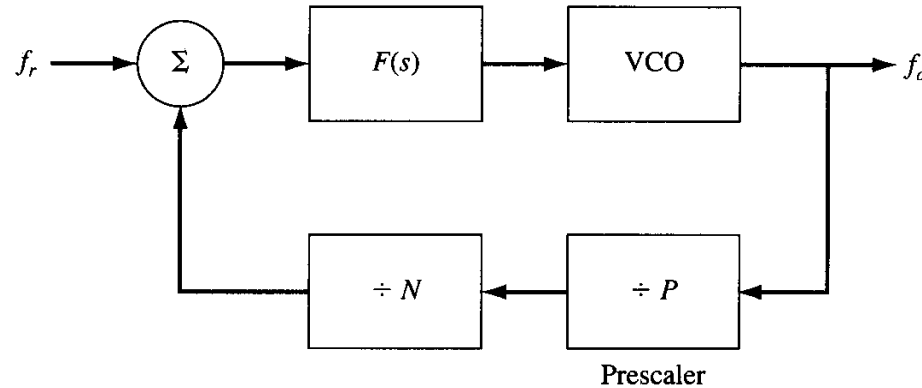 f_r
Σ
F(s)
VCO
f_o
÷ N
÷ P
Prescaler